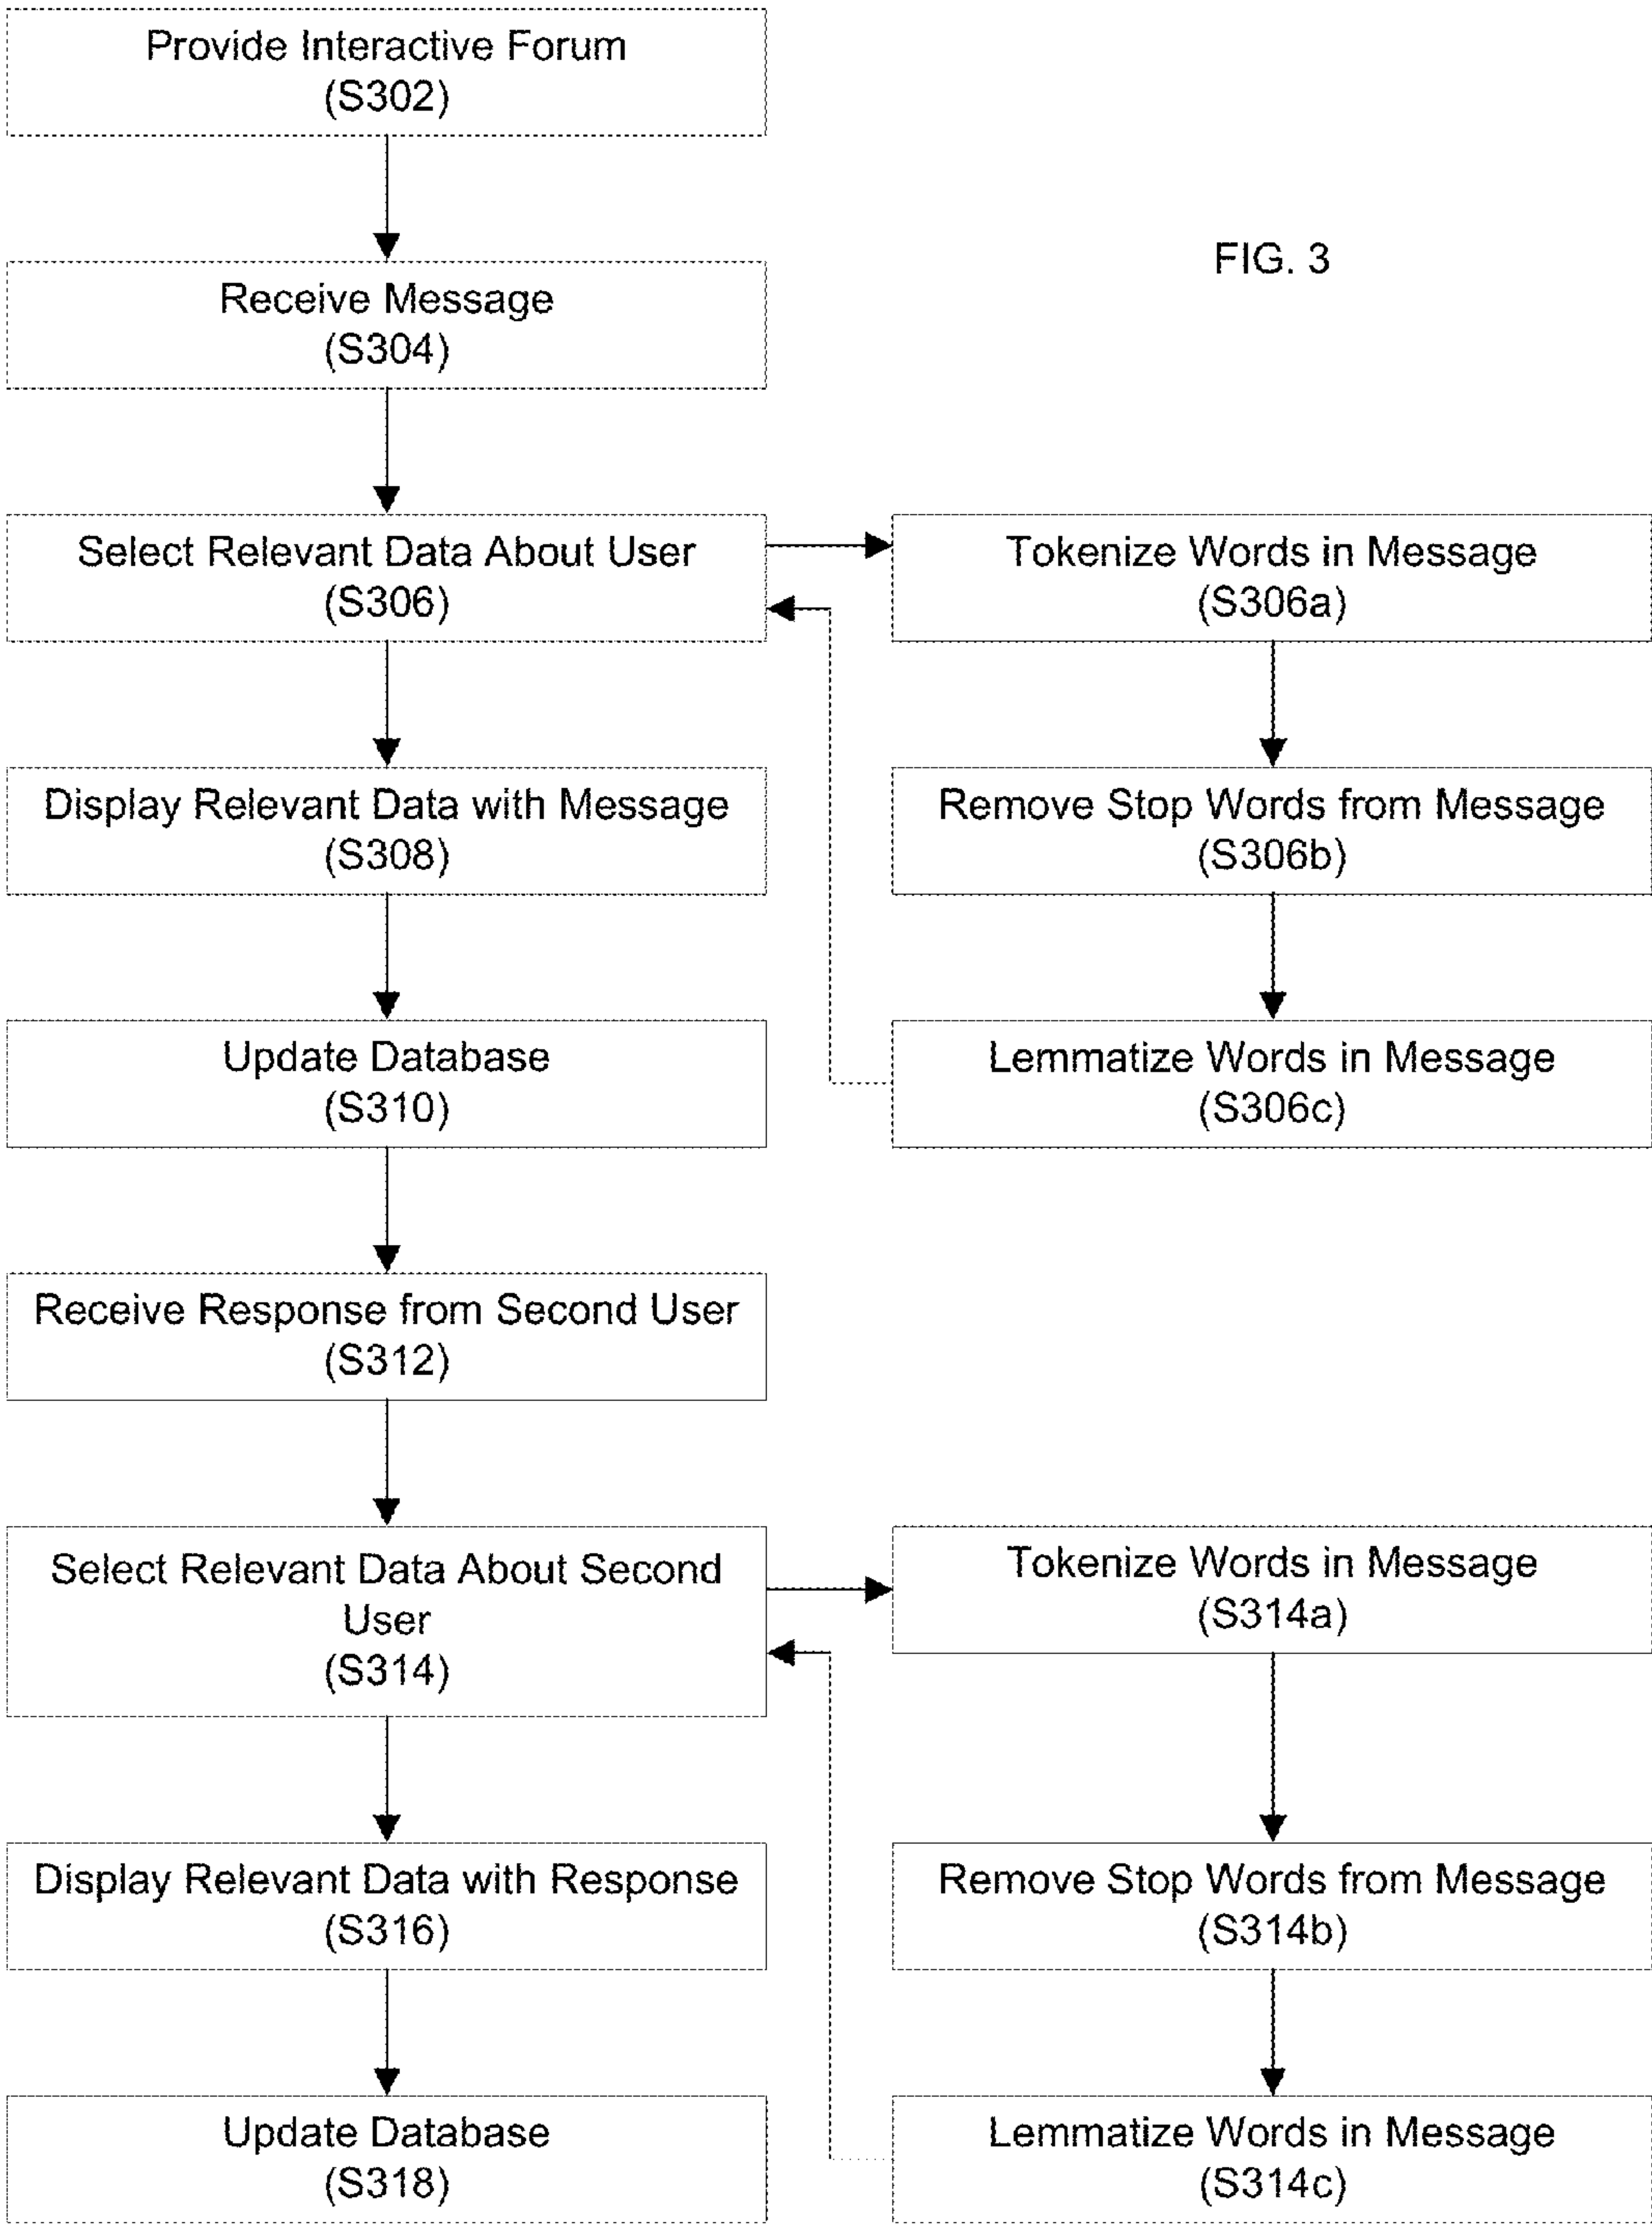 Provide Interactive Forum
(S302)
FIG. 3
Receive Message
(S304)
Select Relevant Data About User
(S306)
Tokenize Words in Message
(S306a)
Display Relevant Data with Message
(S308)
Remove Stop Words from Message
(S306b)
Update Database
(S310)
Lemmatize Words in Message
(S306c)
Receive Response from Second User
(S312)
Select Relevant Data About Second
User
(S314)
Tokenize Words in Message
(S314a)
Display Relevant Data with Response
(S316)
Remove Stop Words from Message
(S314b)
Update Database
(S318)
Lemmatize Words in Message
(S314c)